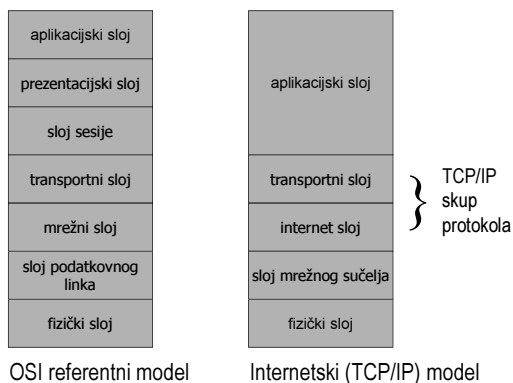 aplikacijski sloj
prezentacijski sloj
sloj sesije
transportni sloj
mrežni sloj
sloj podatkovnog
linka
fizički sloj
OSI referentni model
aplikacijski sloj
transportni sloj
internet sloj
sloj mrežnog sučelja
fizički sloj
Internetski (TCP/IP) model
}
TCP/IP
skup
protokola